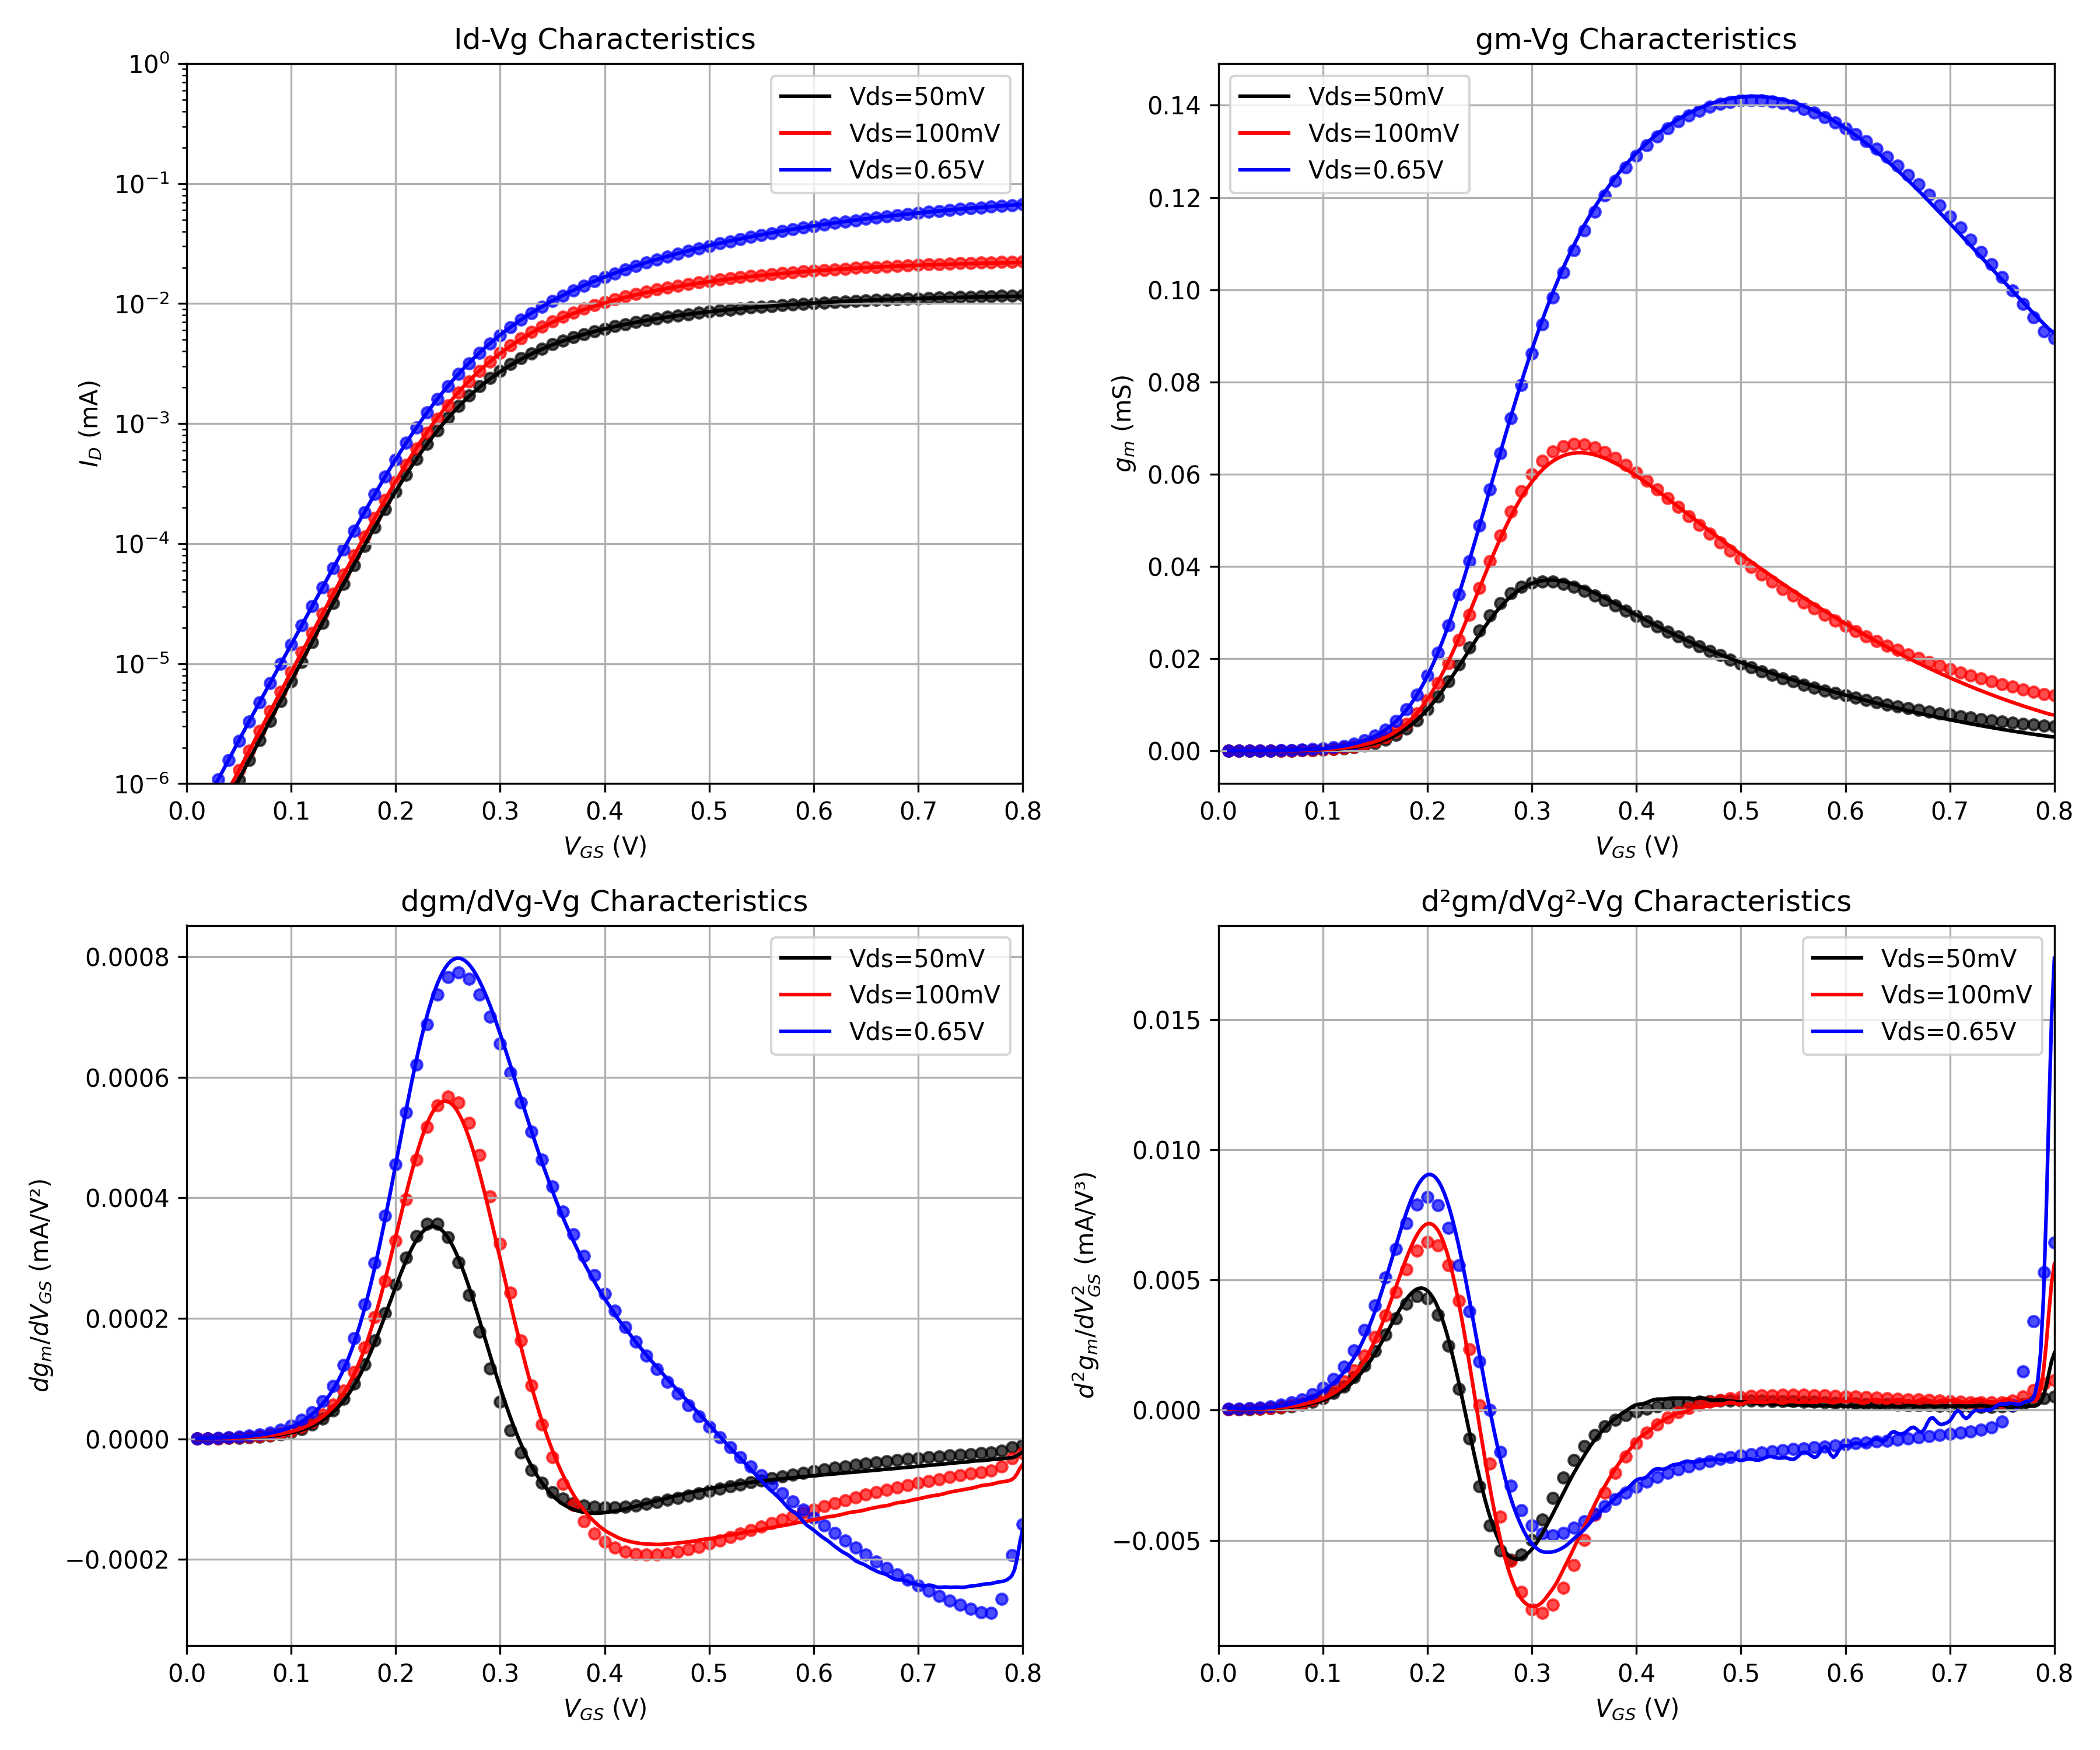 Id-Vg Characteristics
10⁰
10⁻¹
10⁻²
10⁻³
10⁻⁴
10⁻⁵
10⁻⁶
I_D (mA)
Vds=50mV
Vds=100mV
Vds=0.65V
0.0 0.1 0.2 0.3 0.4 0.5 0.6 0.7 0.8
V_GS (V)
gm-Vg Characteristics
0.14
0.12
0.10
0.08
0.06
0.04
0.02
0.00
g_m (mS)
Vds=50mV
Vds=100mV
Vds=0.65V
0.0 0.1 0.2 0.3 0.4 0.5 0.6 0.7 0.8
V_GS (V)
dgm/dVg-Vg Characteristics
0.0008
0.0006
0.0004
0.0002
0.0000
−0.0002
dg_m/dV_GS (mA/V²)
Vds=50mV
Vds=100mV
Vds=0.65V
0.0 0.1 0.2 0.3 0.4 0.5 0.6 0.7 0.8
V_GS (V)
d²gm/dVg²-Vg Characteristics
0.015
0.010
0.005
0.000
−0.005
d²g_m/dV²_GS (mA/V³)
Vds=50mV
Vds=100mV
Vds=0.65V
0.0 0.1 0.2 0.3 0.4 0.5 0.6 0.7 0.8
V_GS (V)